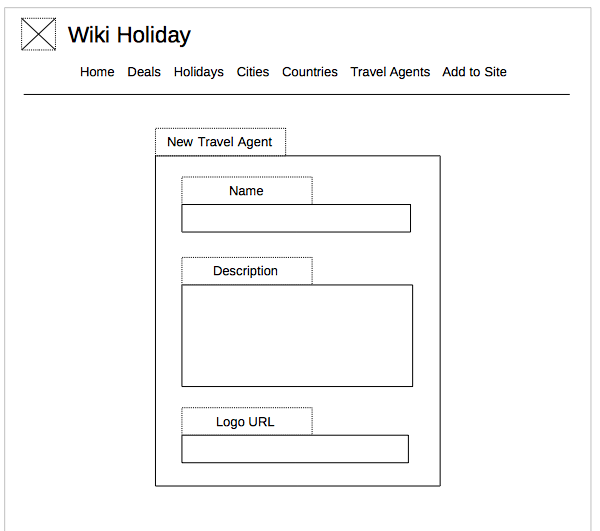 Wiki Holiday
Home Deals Holidays Cities Countries Travel Agents Add to Site
New Travel Agent
Name
Description
Logo URL